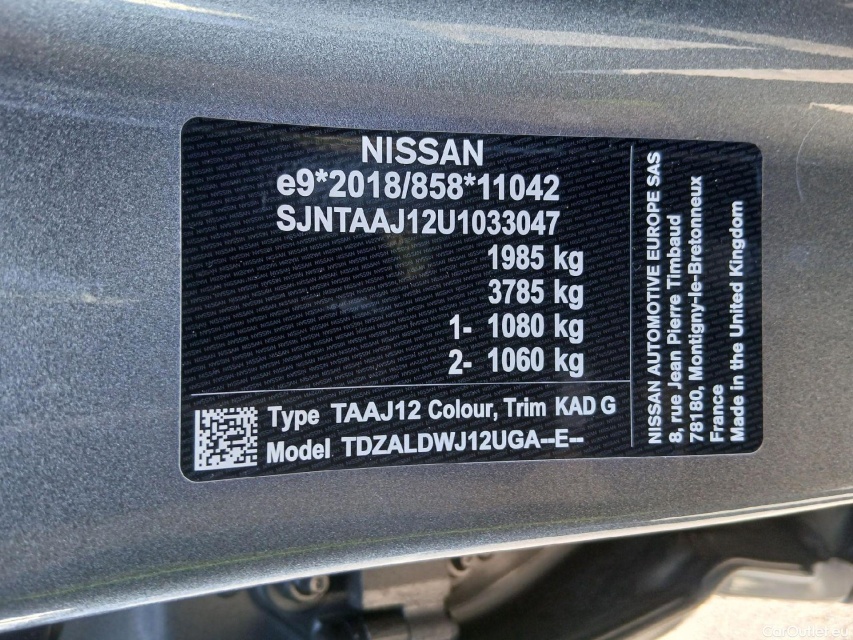 NISSAN
e9*2018/858*11042
SJNTAAJ12U1033047
1985 kg
3785 kg
1- 1080 kg
2- 1060 kg
Type TAAJ12 Colour, Trim KAD G
Model TDZALDWJ12UGA--E--
NISSAN AUTOMOTIVE EUROPE SAS
8, rue Jean Pierre Timbaud
78180, Montigny-le-Bretonneux
France
Made in the United Kingdom
CarOutlet.eu